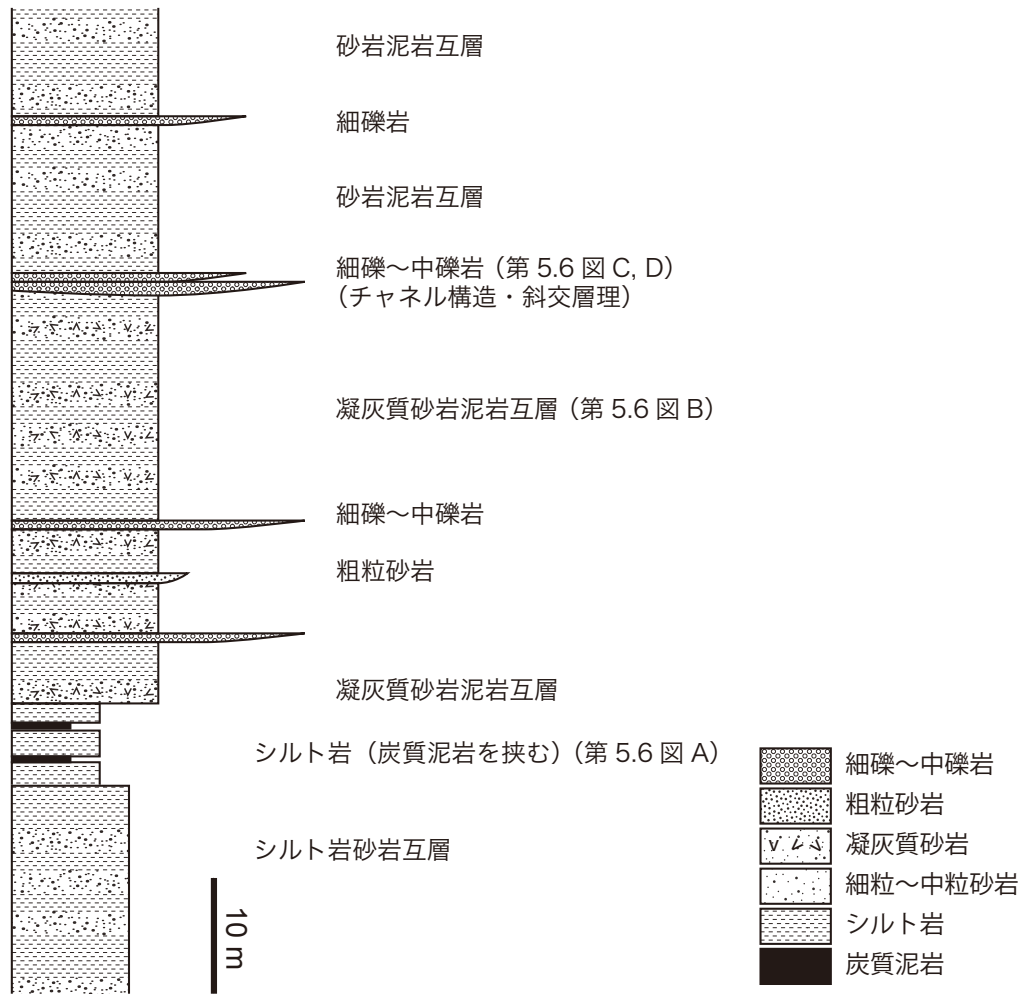 砂岩泥岩互層
細礫岩
砂岩泥岩互層
細礫～中礫岩（第 5.6 図 C, D）
（チャネル構造・斜交層理）
凝灰質砂岩泥岩互層（第 5.6 図 B）
細礫～中礫岩
粗粒砂岩
凝灰質砂岩泥岩互層
シルト岩（炭質泥岩を挟む）（第 5.6 図 A）
シルト岩砂岩互層
10 m
細礫～中礫岩
粗粒砂岩
凝灰質砂岩
細粒～中粒砂岩
シルト岩
炭質泥岩